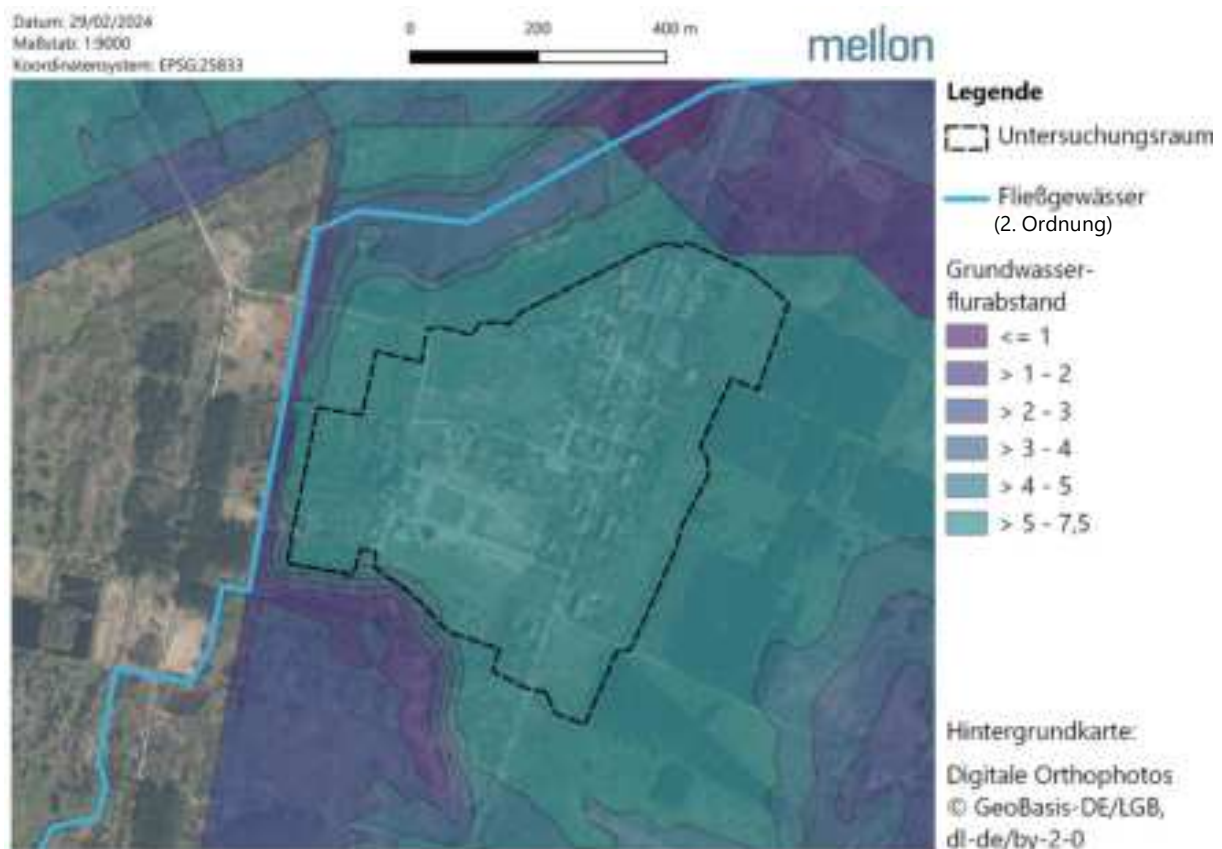 Datum: 29/02/2024
Maßstab: 1:9000
Koordinatensystem: EPSG:25833
0 200 400 m
mellon
Legende
Untersuchungsraum
Fließgewässer
(2. Ordnung)
Grundwasser-
flurabstand
<= 1
> 1 - 2
> 2 - 3
> 3 - 4
> 4 - 5
> 5 - 7,5
Hintergrundkarte:
Digitale Orthophotos
© GeoBasis-DE/LGB,
dl-de/by-2-0